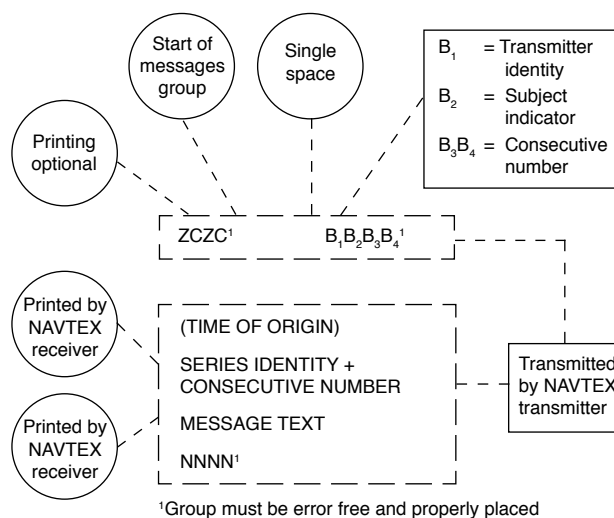 Start of
messages
group
Single
space
B₁ = Transmitter
identity
B₂ = Subject
indicator
B₃B₄ = Consecutive
number
Printing
optional
ZCZC¹ B₁B₂B₃B₄¹
Printed by
NAVTEX
receiver
(TIME OF ORIGIN)
SERIES IDENTITY +
CONSECUTIVE NUMBER
MESSAGE TEXT
NNNN¹
Transmitted
by NAVTEX
transmitter
Printed by
NAVTEX
receiver
¹Group must be error free and properly placed